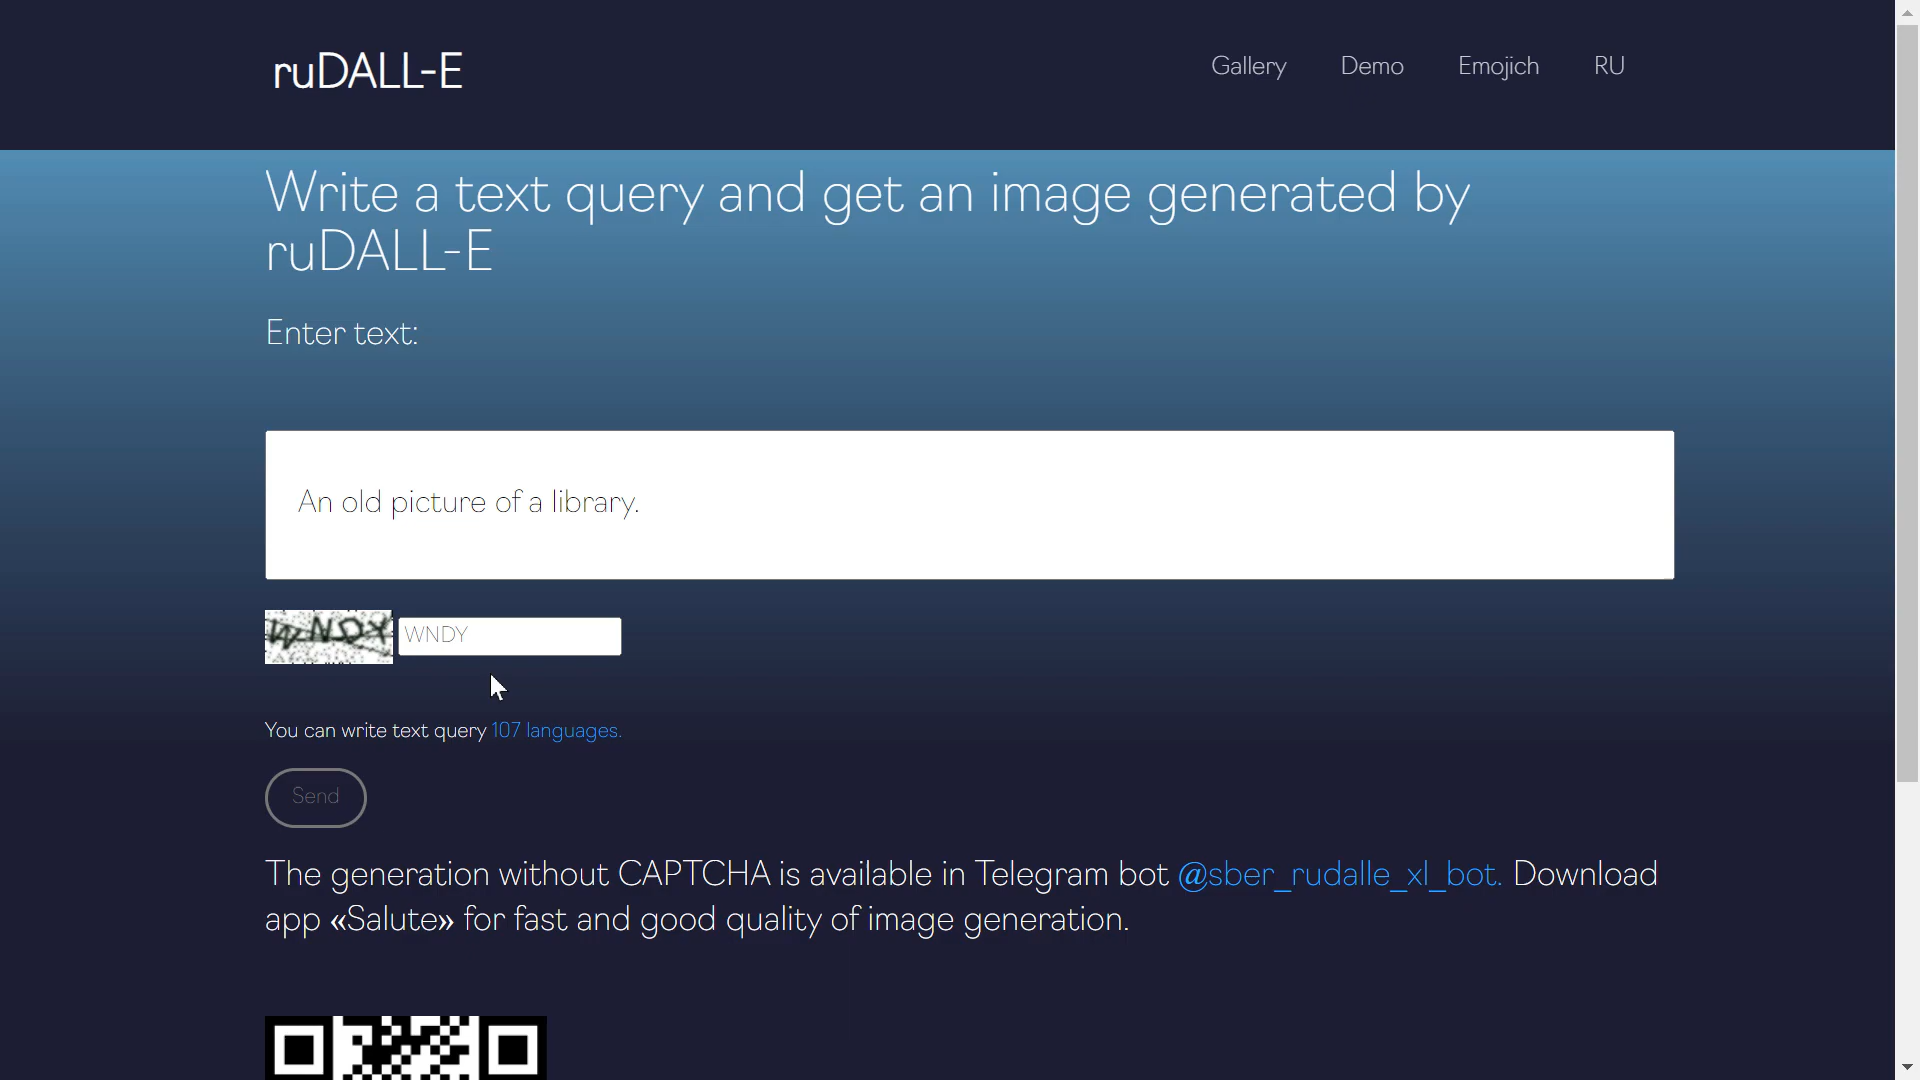 ruDALL-E
Gallery
Demo
Emojich
RU
Write a text query and get an image generated by
ruDALL-E
Enter text:
An old picture of a library.
WNDY
WNDY
You can write text query 107 languages.
Send
The generation without CAPTCHA is available in Telegram bot @sber_rudalle_xl_bot. Download
app «Salute» for fast and good quality of image generation.